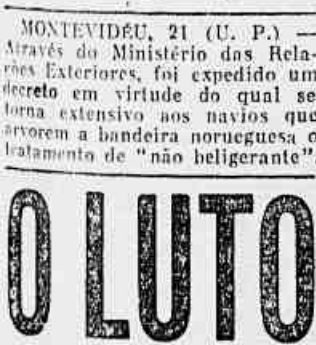 MONTEVIDÉU, 21 (U. P.) —
Através do Ministério das Rela-
ções Exteriores, foi expedido um
decreto em virtude do qual se
torna extensivo aos navios que
arvorem a bandeira norueguesa o
tratamento de "não beligerante".
O LUTO